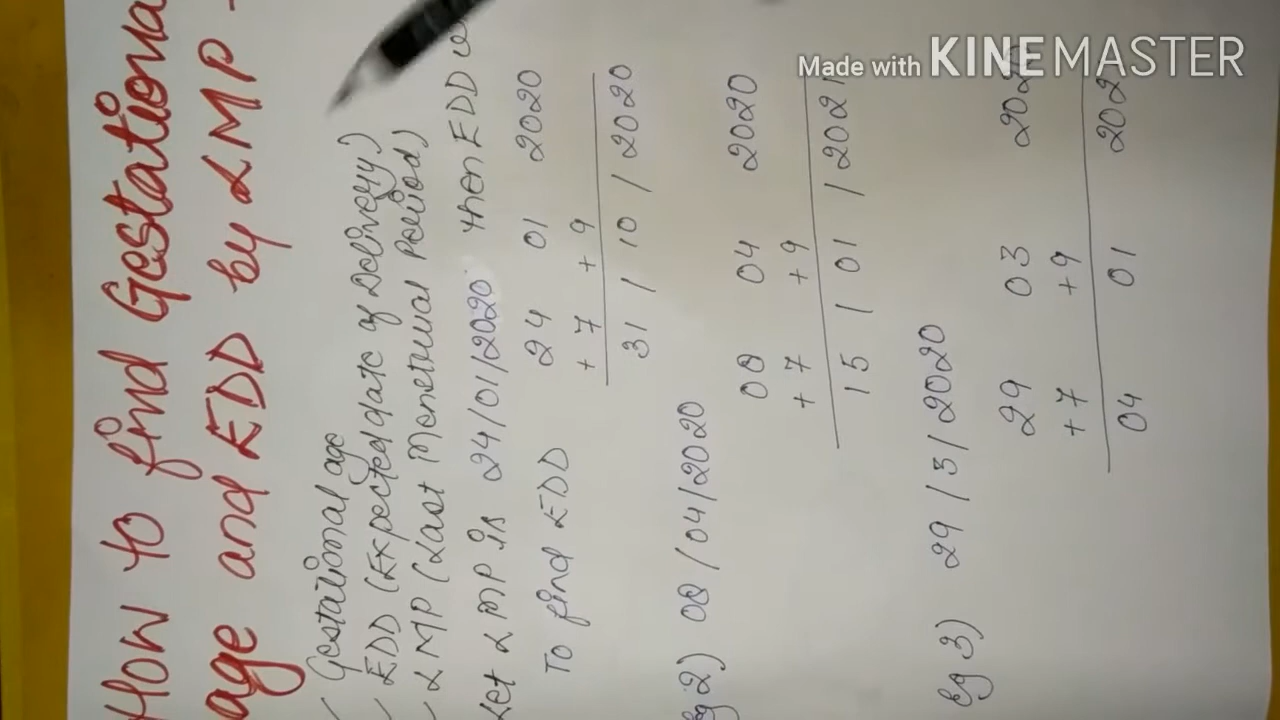 Made with KINEMASTER
How to find Gestational
age and EDD by LMP -
Gestational age
EDD (Expected date of Delivery)
LMP (Last Menstrual Period)
Let LMP is 24/01/2020 then EDD
To find EDD
24 01 2020
+ 7 + 9
31 / 10 / 2020
eg 2) 08/04/2020
08 04 2020
+ 7 + 9
15 / 01 / 2021
Eg 3) 29/3/2020
29 03 2020
+ 7 +9
04 01 202